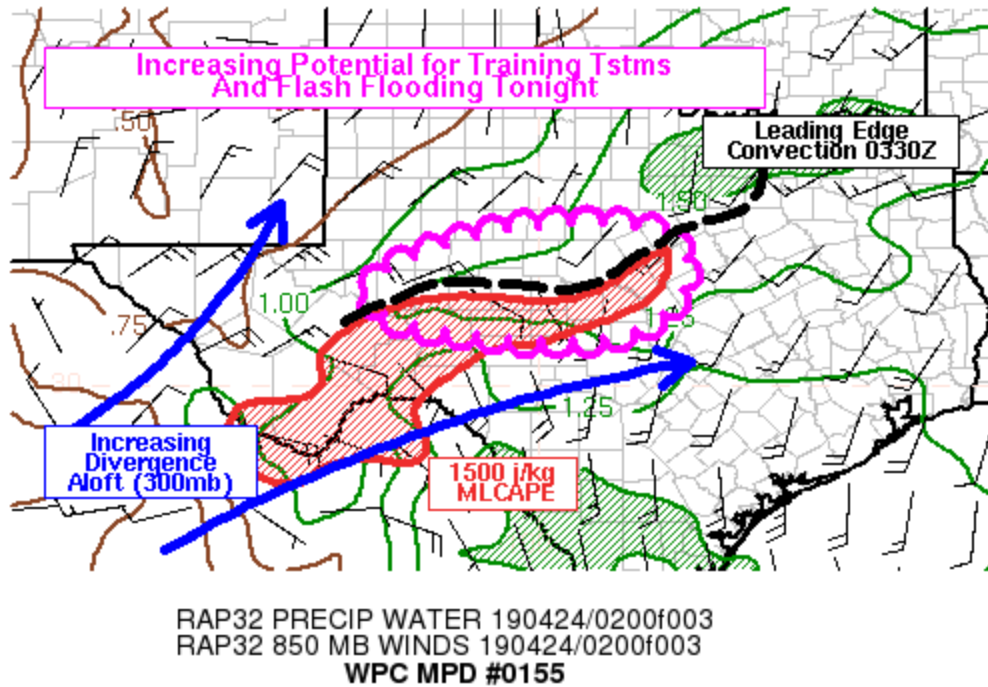 Increasing Potential for Training Tstms
And Flash Flooding Tonight
.50
Leading Edge
Convection 0330Z
1.50
1.00
.75
1.25
30
1.25
Increasing
Divergence
Aloft (300mb)
1500 j/kg
MLCAPE
RAP32 PRECIP WATER 190424/0200f003
RAP32 850 MB WINDS 190424/0200f003
WPC MPD #0155